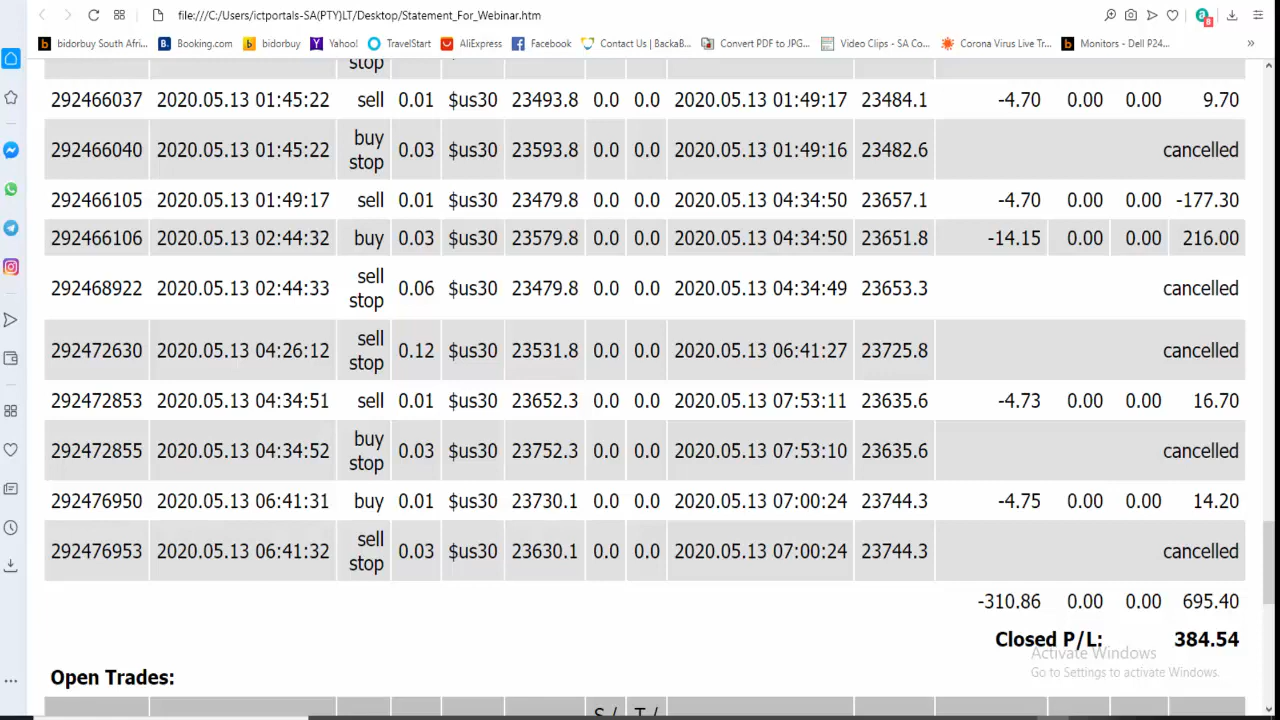 file:///C:/Users/ictportals-SA(PTY)LT/Desktop/Statement_For_Webinar.htm
8
bidorbuy South Afri... Booking.com bidorbuy Yahoo! TravelStart AliExpress Facebook Contact Us | BackaB... Convert PDF to JPG... Video Clips - SA Co... Corona Virus Live Tr... Monitors - Dell P24... »
stop
292466037 2020.05.13 01:45:22 sell 0.01 $us30 23493.8 0.0 0.0 2020.05.13 01:49:17 23484.1 -4.70 0.00 0.00 9.70
292466040 2020.05.13 01:45:22 buy stop 0.03 $us30 23593.8 0.0 0.0 2020.05.13 01:49:16 23482.6 cancelled
292466105 2020.05.13 01:49:17 sell 0.01 $us30 23479.8 0.0 0.0 2020.05.13 04:34:50 23657.1 -4.70 0.00 0.00 -177.30
292466106 2020.05.13 02:44:32 buy 0.03 $us30 23579.8 0.0 0.0 2020.05.13 04:34:50 23651.8 -14.15 0.00 0.00 216.00
292468922 2020.05.13 02:44:33 sell stop 0.06 $us30 23479.8 0.0 0.0 2020.05.13 04:34:49 23653.3 cancelled
292472630 2020.05.13 04:26:12 sell stop 0.12 $us30 23531.8 0.0 0.0 2020.05.13 06:41:27 23725.8 cancelled
292472853 2020.05.13 04:34:51 sell 0.01 $us30 23652.3 0.0 0.0 2020.05.13 07:53:11 23635.6 -4.73 0.00 0.00 16.70
292472855 2020.05.13 04:34:52 buy stop 0.03 $us30 23752.3 0.0 0.0 2020.05.13 07:53:10 23635.6 cancelled
292476950 2020.05.13 06:41:31 buy 0.01 $us30 23730.1 0.0 0.0 2020.05.13 07:00:24 23744.3 -4.75 0.00 0.00 14.20
292476953 2020.05.13 06:41:32 sell stop 0.03 $us30 23630.1 0.0 0.0 2020.05.13 07:00:24 23744.3 cancelled
-310.86 0.00 0.00 695.40
Closed P/L: 384.54
Activate Windows
Go to Settings to activate Windows.
Open Trades:
S / T /